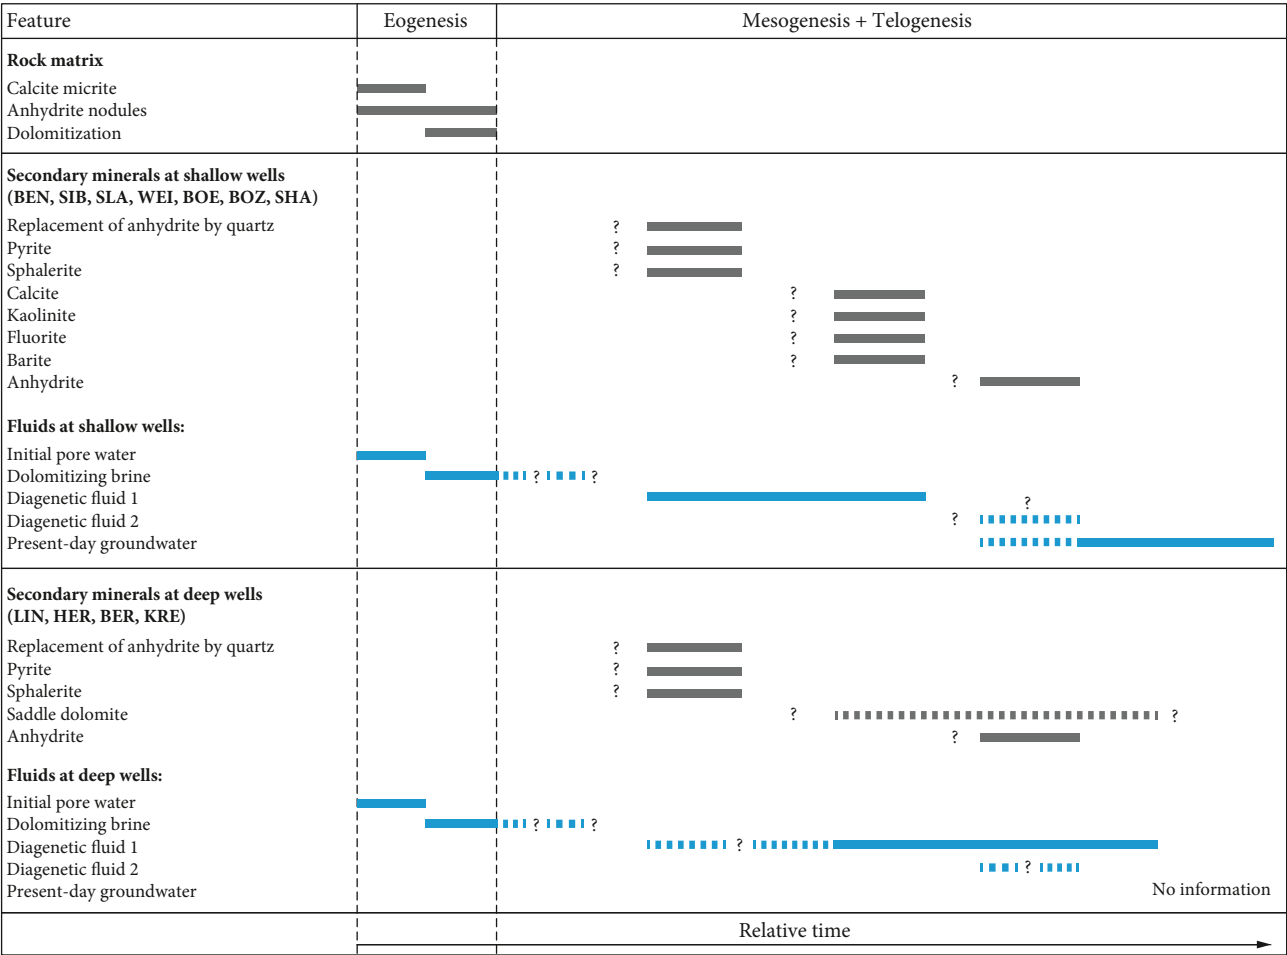 Feature Eogenesis Mesogenesis + Telogenesis
Rock matrix
Calcite micrite
Anhydrite nodules
Dolomitization
Secondary minerals at shallow wells
(BEN, SIB, SLA, WEI, BOE, BOZ, SHA)
Replacement of anhydrite by quartz ?
Pyrite ?
Sphalerite ?
Calcite ?
Kaolinite ?
Fluorite ?
Barite ?
Anhydrite ?
Fluids at shallow wells:
Initial pore water
Dolomitizing brine ? ?
Diagenetic fluid 1
?
Diagenetic fluid 2 ?
Present-day groundwater
Secondary minerals at deep wells
(LIN, HER, BER, KRE)
Replacement of anhydrite by quartz ?
Pyrite ?
Sphalerite ?
Saddle dolomite ? ?
Anhydrite ?
Fluids at deep wells:
Initial pore water
Dolomitizing brine ? ?
Diagenetic fluid 1 ?
Diagenetic fluid 2 ?
Present-day groundwater No information
Relative time